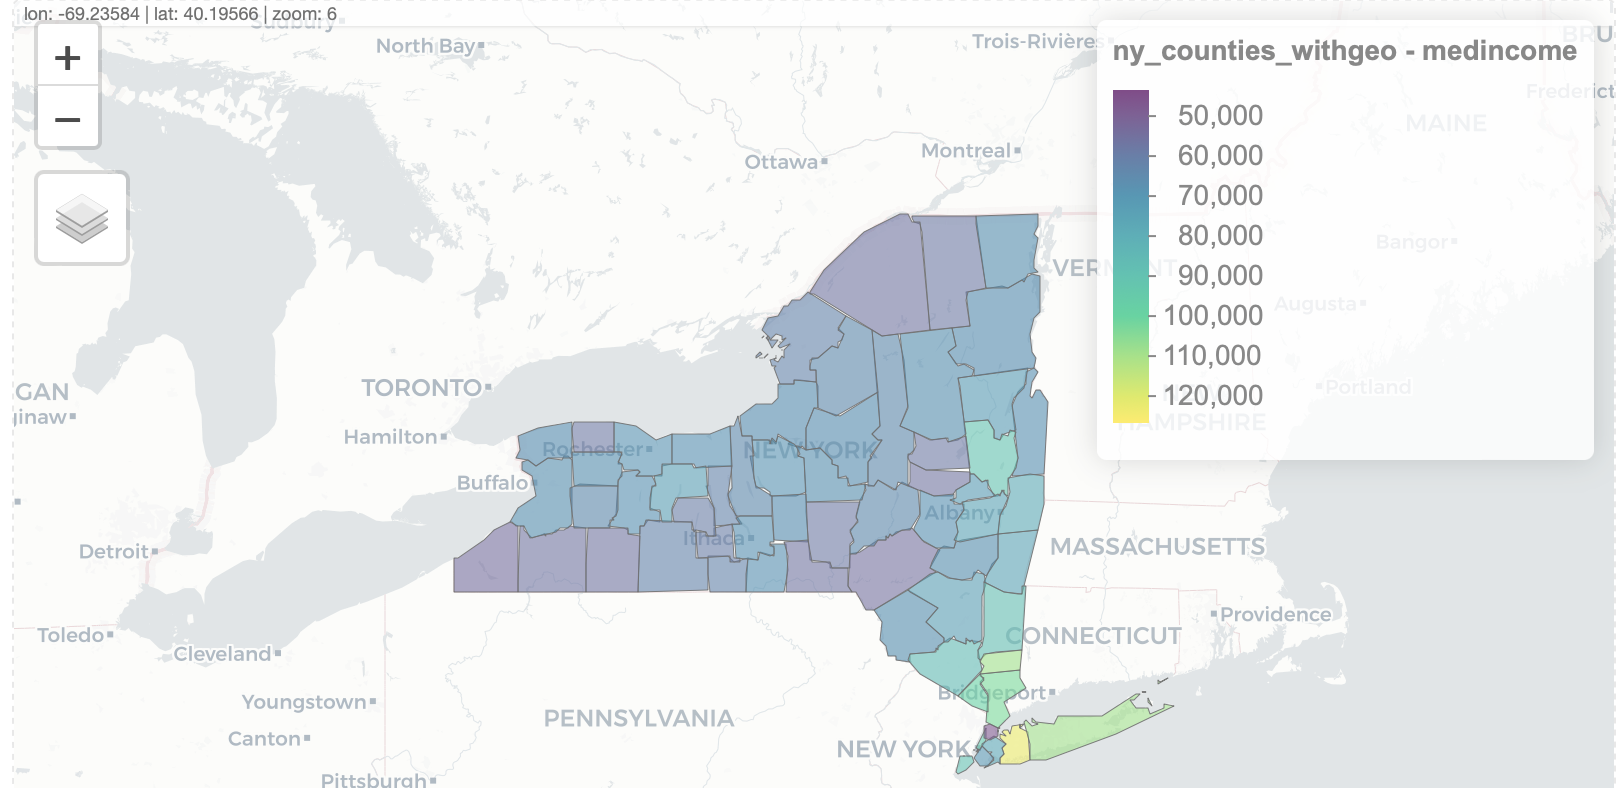 lon: -69.23584 | lat: 40.19566 | zoom: 6
Sudbury
North Bay
Trois-Rivières
ny_counties_withgeo - medincome
BRU
+
−
50,000
60,000
70,000
80,000
90,000
100,000
110,000
120,000
Frederict
MAINE
Ottawa
Montreal
Bangor
VERMONT
Augusta
Portland
HAMPSHIRE
GAN
ginaw
TORONTO
Hamilton
Rochester
NEW YORK
Buffalo
Albany
Ithaca
Detroit
MASSACHUSETTS
Toledo
Cleveland
Providence
CONNECTICUT
Youngstown
Bridgeport
PENNSYLVANIA
Canton
NEW YORK
Pittsburgh